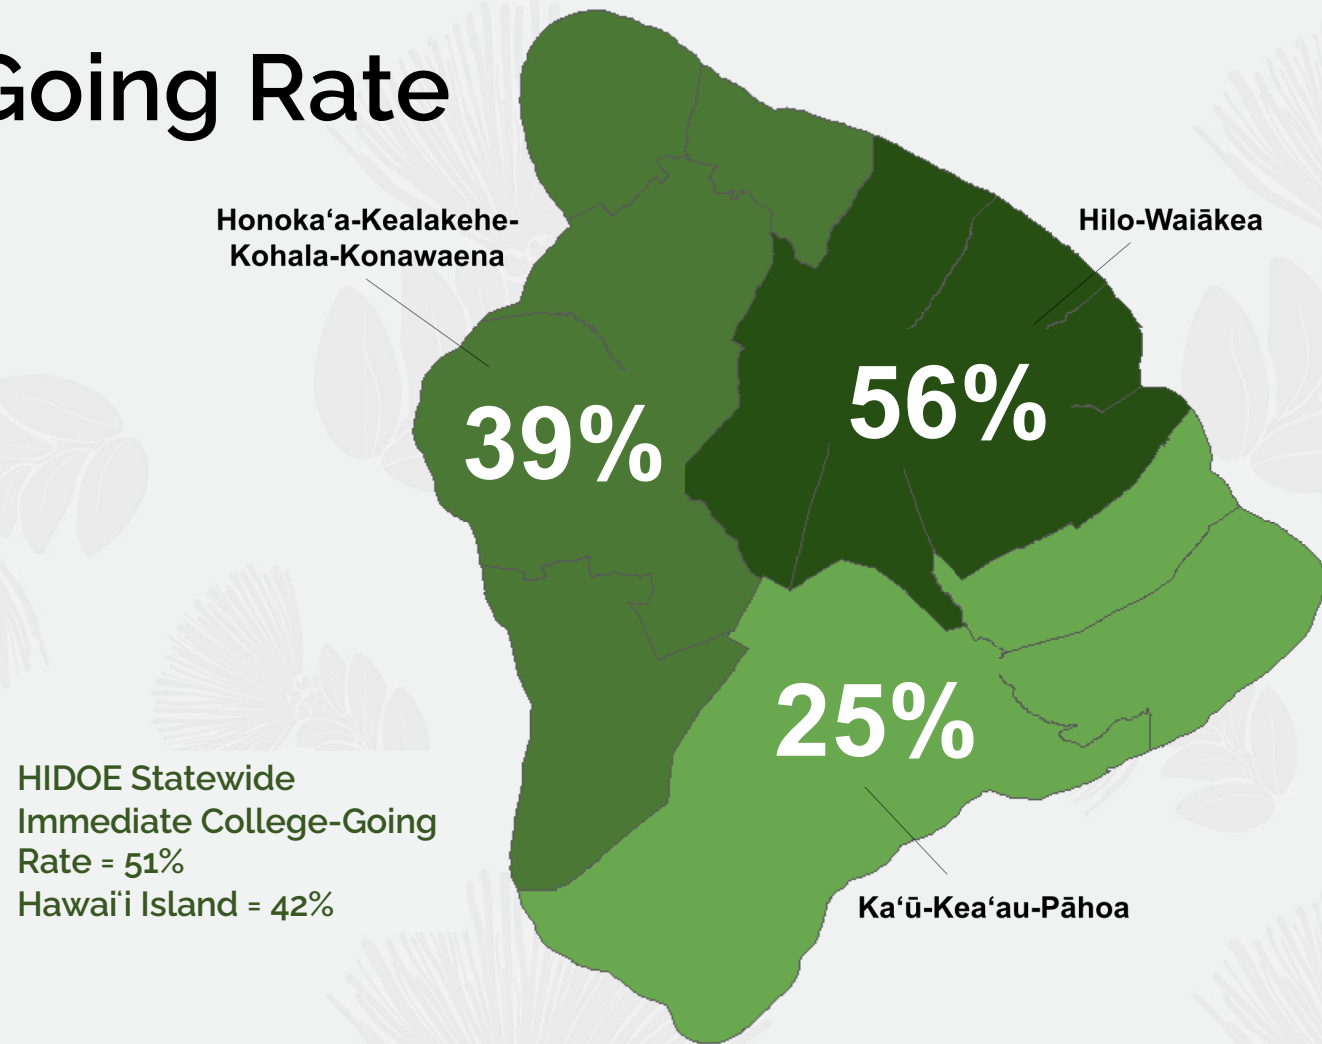 Going Rate
Honokaʻa-Kealakehe-
Kohala-Konawaena
Hilo-Waiākea
56%
39%
25%
HIDOE Statewide
Immediate College-Going
Rate = 51%
Hawaiʻi Island = 42%
Kaʻū-Keaʻau-Pāhoa